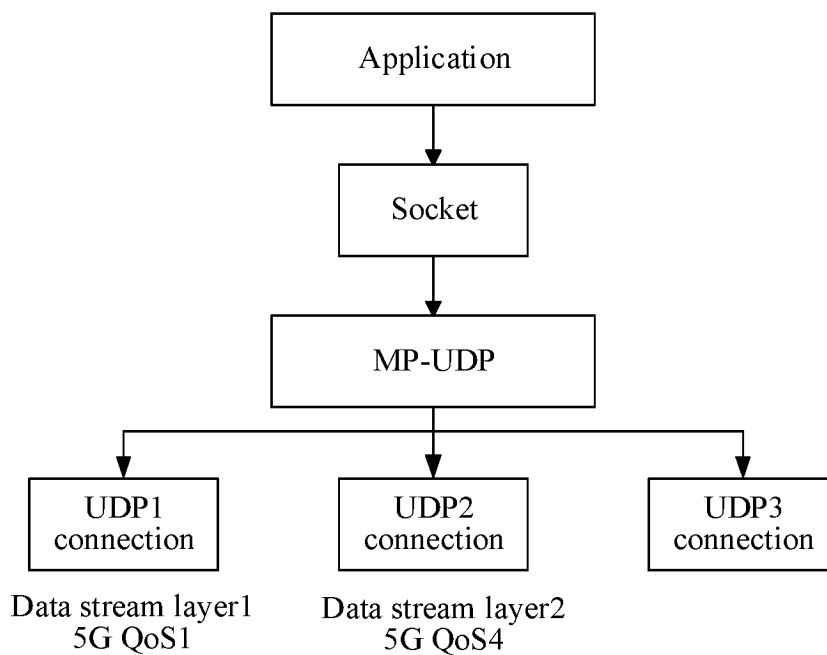 Application
Socket
MP-UDP
UDP1
connection
UDP2
connection
UDP3
connection
Data stream layer1
5G QoS1
Data stream layer2
5G QoS4